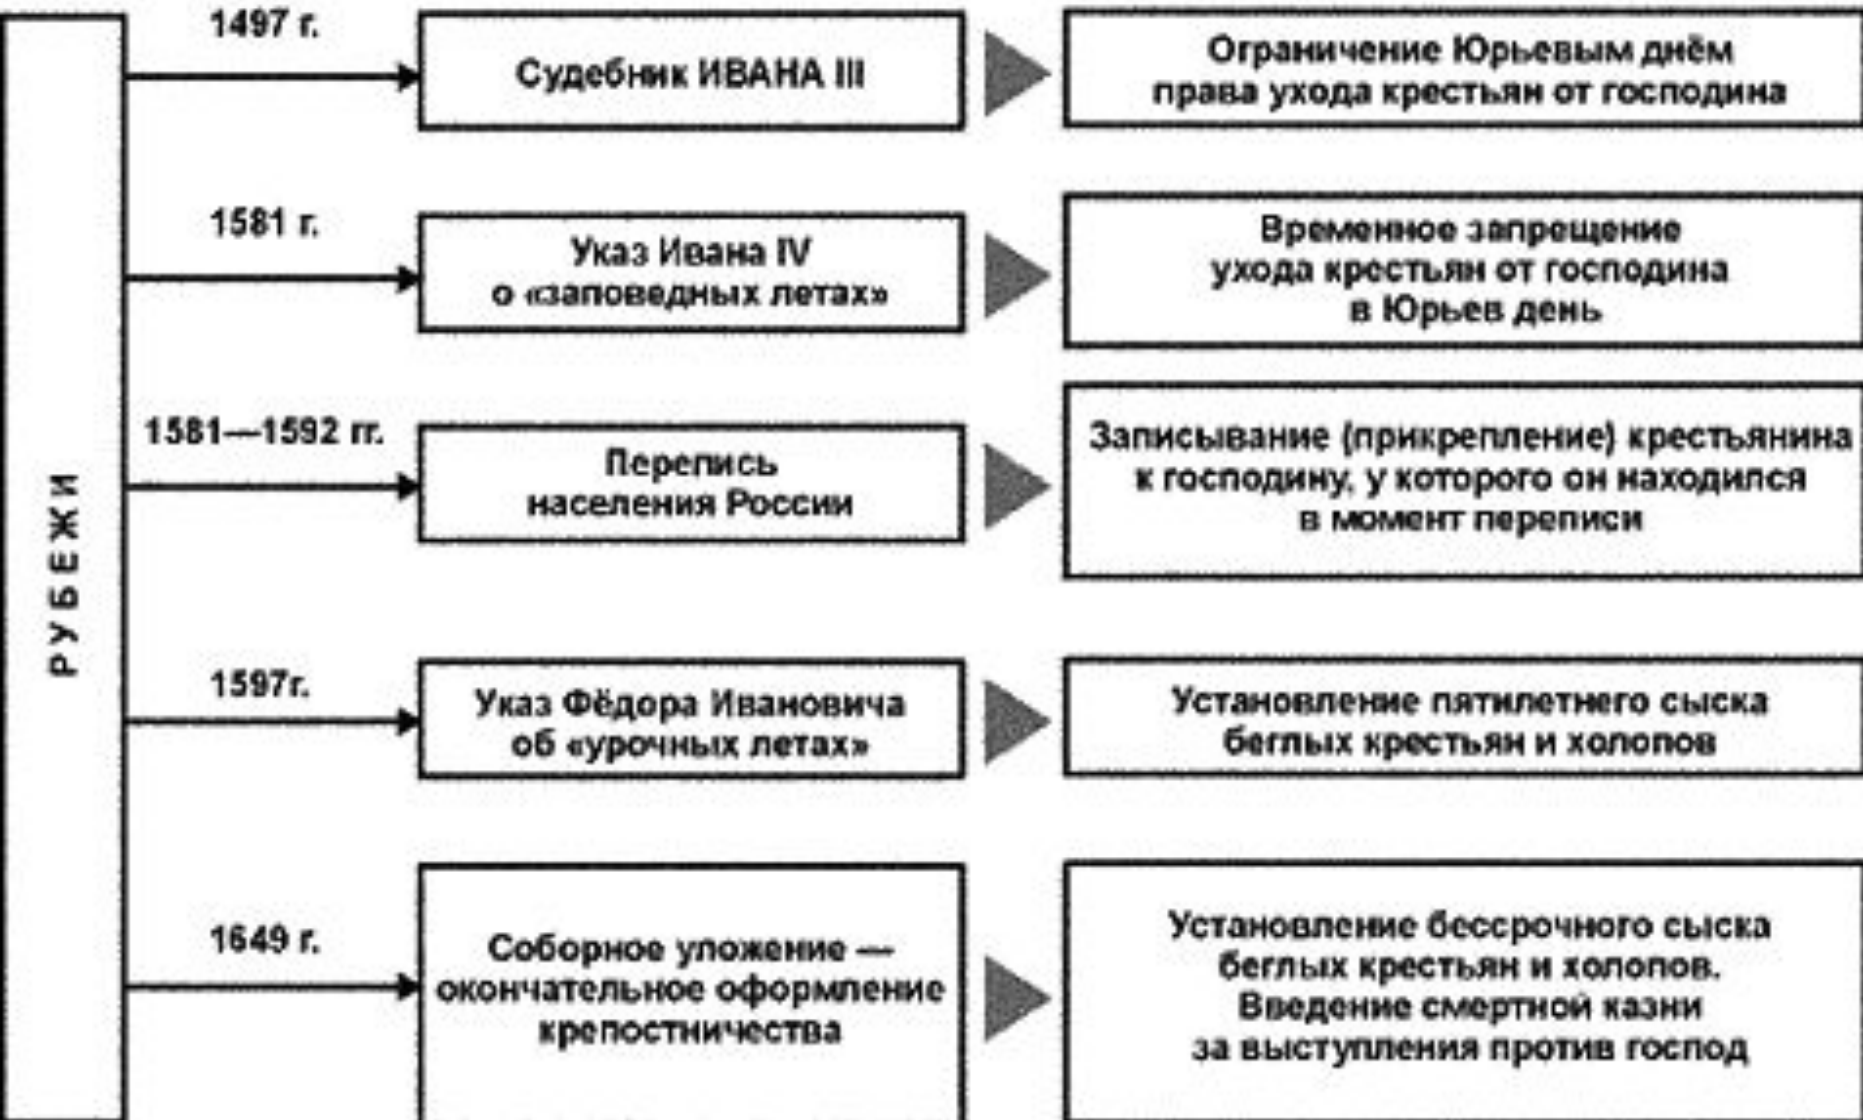 РУБЕЖИ
1497 г.
Судебник ИВАНА III
Ограничение Юрьевым днём
права ухода крестьян от господина
1581 г.
Указ Ивана IV
о «заповедных летах»
Временное запрещение
ухода крестьян от господина
в Юрьев день
1581—1592 гг.
Перепись
населения России
Записывание (прикрепление) крестьянина
к господину, у которого он находился
в момент переписи
1597г.
Указ Фёдора Ивановича
об «урочных летах»
Установление пятилетнего сыска
беглых крестьян и холопов
1649 г.
Соборное уложение —
окончательное оформление
крепостничества
Установление бессрочного сыска
беглых крестьян и холопов.
Введение смертной казни
за выступления против господ